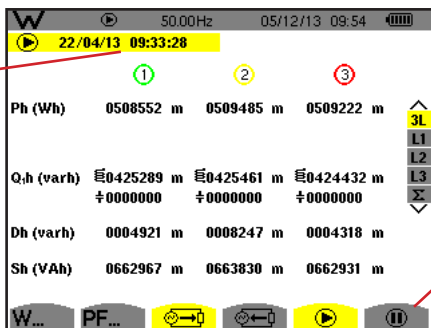 W 50.00Hz 05/12/13 09:54
22/04/13 09:33:28
1 2 3
Ph (Wh) 0508552 m 0509485 m 0509222 m
3L
L1
L2
Q₁h (varh) 0425289 m 0425461 m 0424432 m
L3
0000000 0000000 0000000
Σ
Dh (varh) 0004921 m 0008247 m 0004318 m
Sh (VAh) 0662967 m 0663830 m 0662931 m
W... PF...